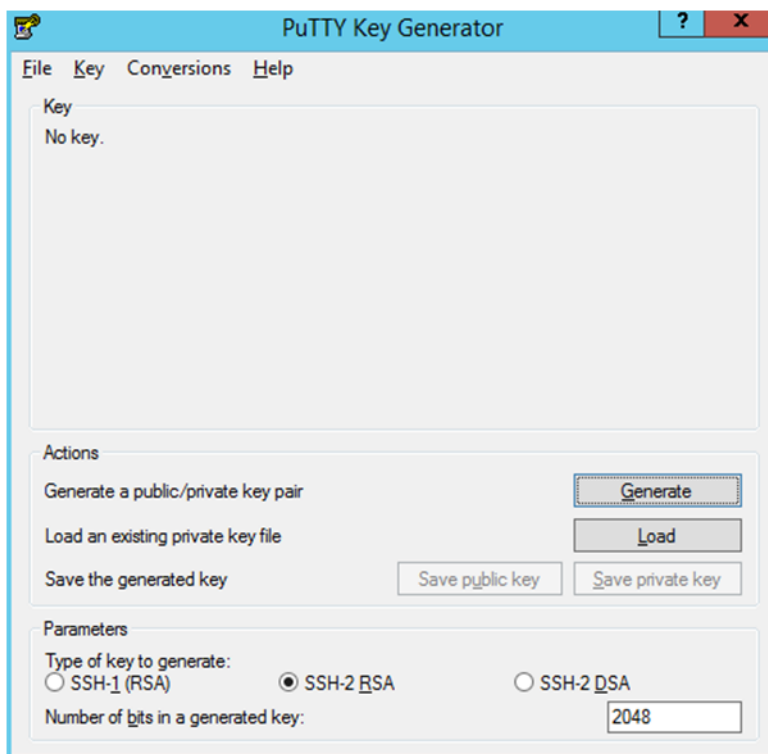 PuTTY Key Generator
? x
File Key Conversions Help
Key
No key.
Actions
Generate a public/private key pair Generate
Load an existing private key file Load
Save the generated key Save public key Save private key
Parameters
Type of key to generate:
SSH-1 (RSA) SSH-2 RSA SSH-2 DSA
Number of bits in a generated key: 2048